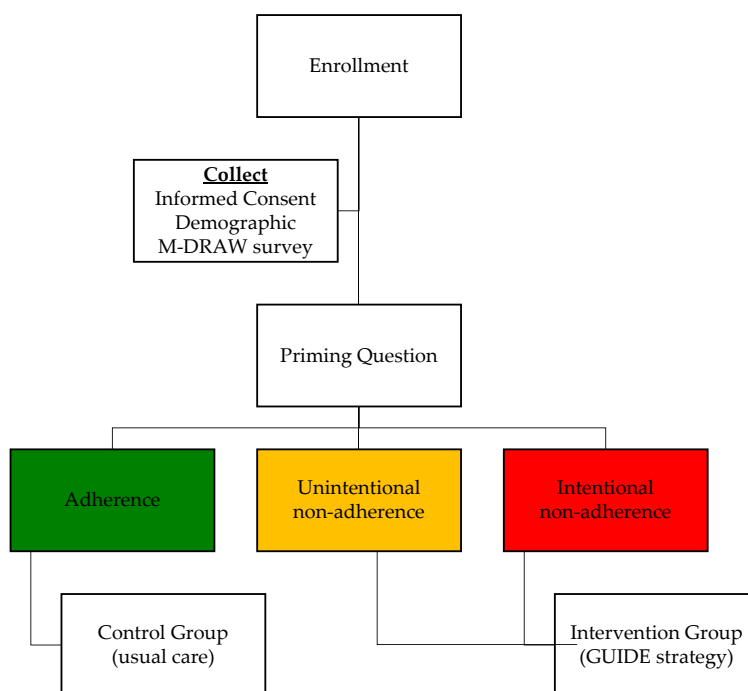 Enrollment
Collect
Informed Consent
Demographic
M-DRAW survey
Priming Question
Adherence
Unintentional
non-adherence
Intentional
non-adherence
Control Group
(usual care)
Intervention Group
(GUIDE strategy)